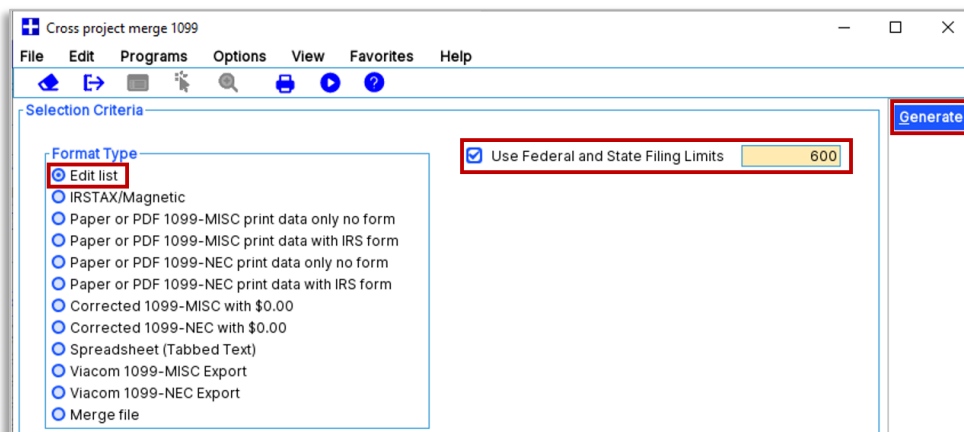 Cross project merge 1099
File Edit Programs Options View Favorites Help
Selection Criteria
Generate
Format Type
Use Federal and State Filing Limits 600
Edit list
IRSTAX/Magnetic
Paper or PDF 1099-MISC print data only no form
Paper or PDF 1099-MISC print data with IRS form
Paper or PDF 1099-NEC print data only no form
Paper or PDF 1099-NEC print data with IRS form
Corrected 1099-MISC with $0.00
Corrected 1099-NEC with $0.00
Spreadsheet (Tabbed Text)
Viacom 1099-MISC Export
Viacom 1099-NEC Export
Merge file